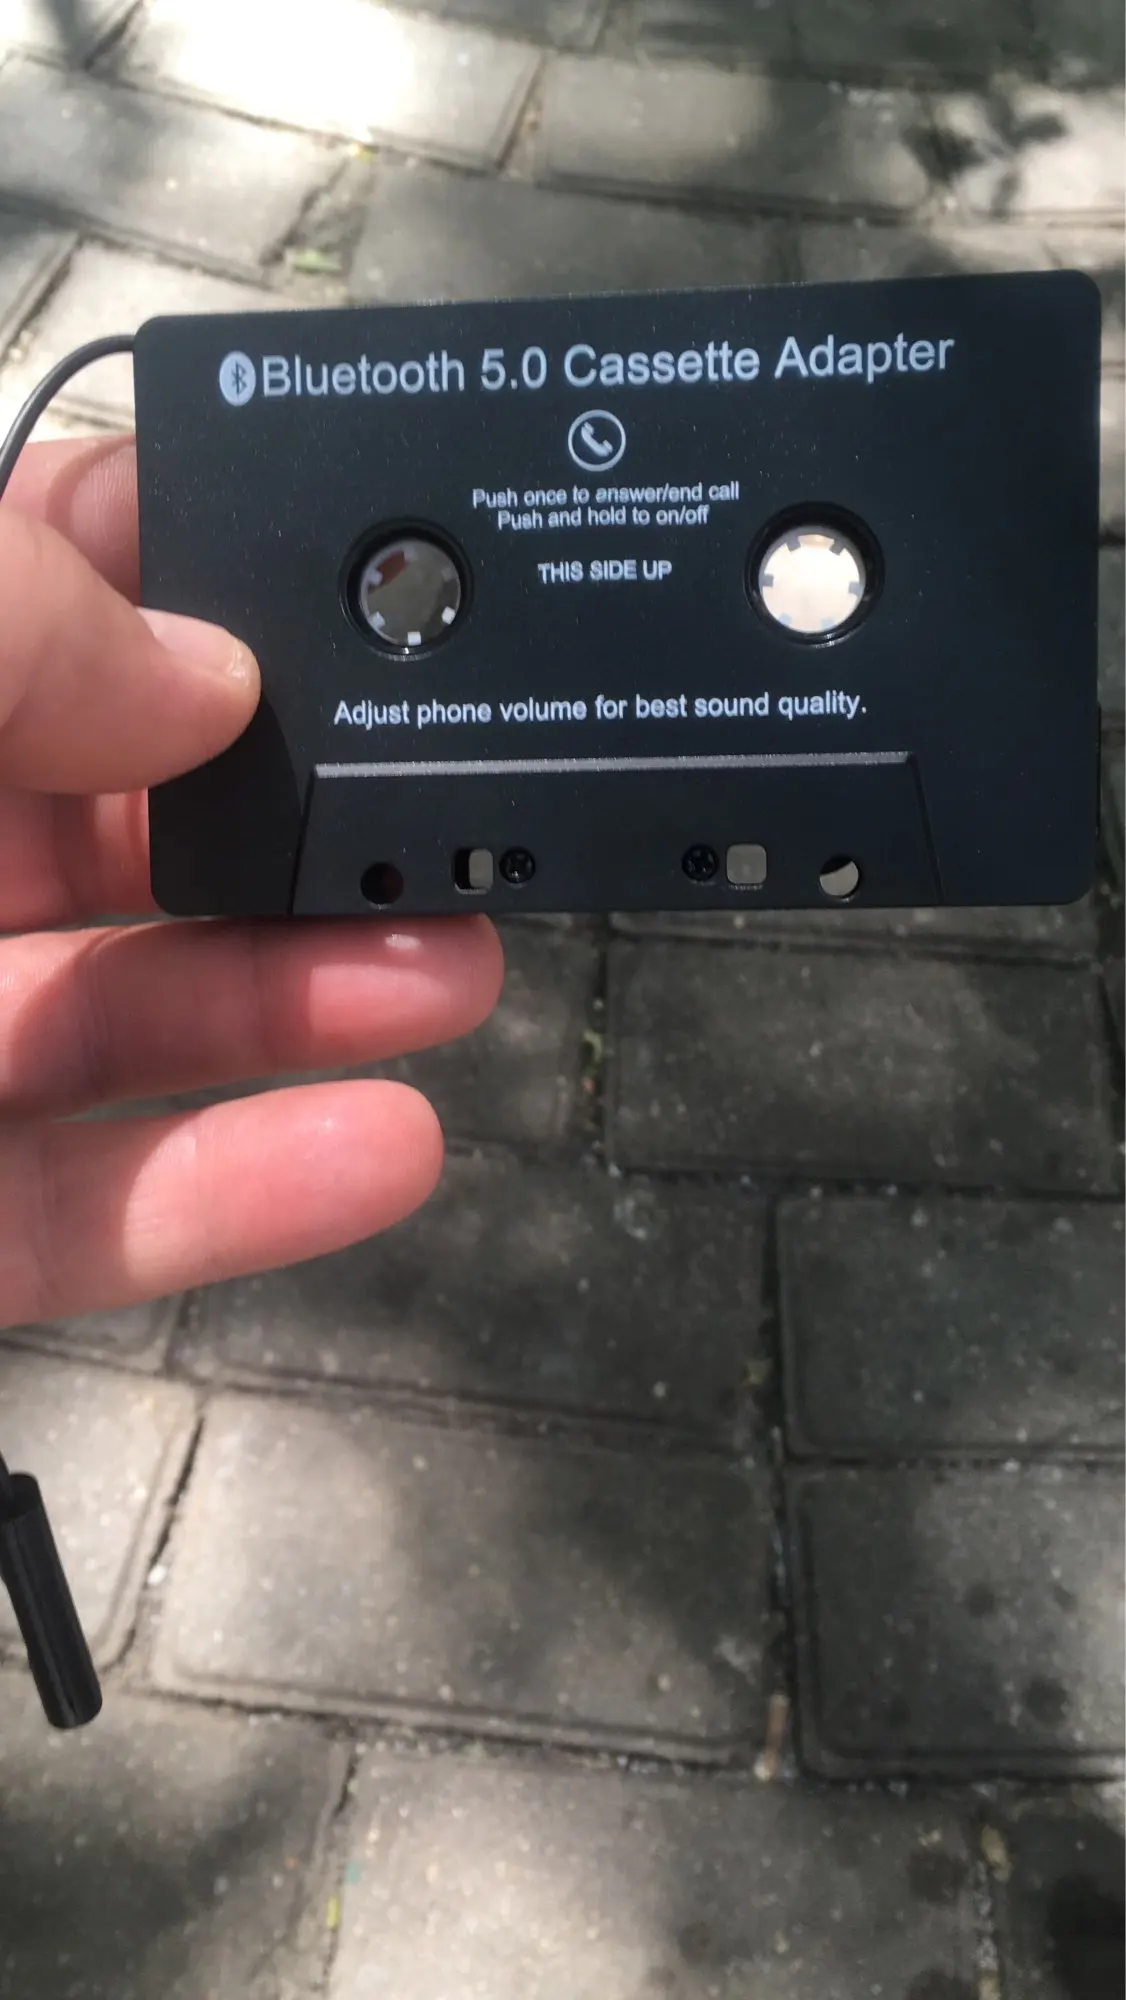 Bluetooth 5.0 Cassette Adapter
Push once to answer/end call
Push and hold to on/off
THIS SIDE UP
Adjust phone volume for best sound quality.